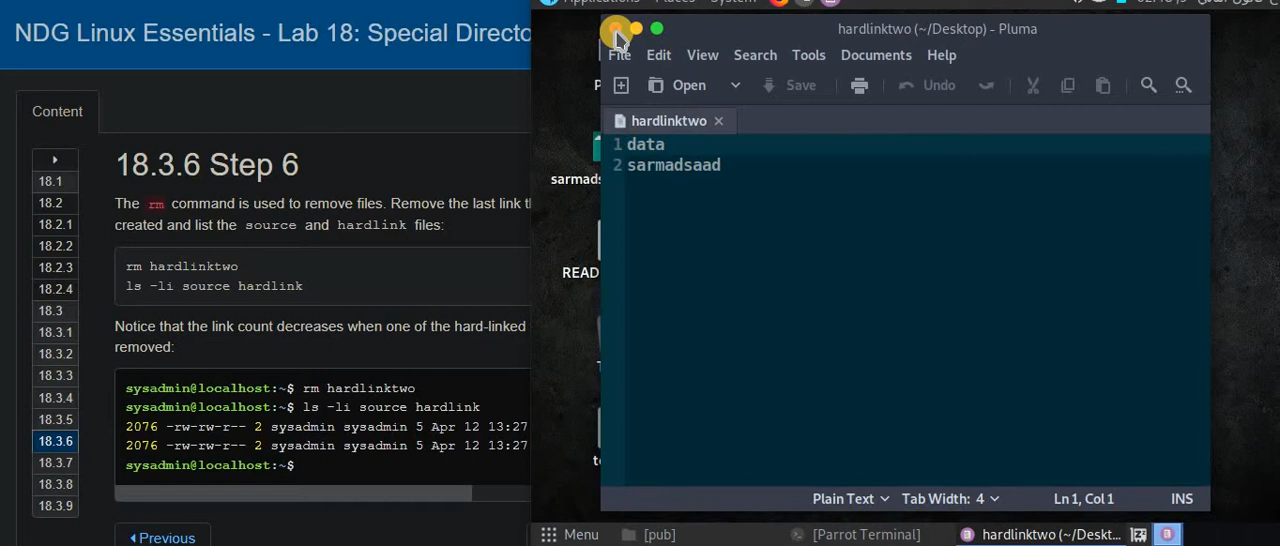 NDG Linux Essentials - Lab 18: Special Directo
Content
18.1
18.2
18.2.1
18.2.2
18.2.3
18.2.4
18.3
18.3.1
18.3.2
18.3.3
18.3.4
18.3.5
18.3.6
18.3.7
18.3.8
18.3.9
18.3.6 Step 6
The rm command is used to remove files. Remove the last link th
created and list the source and hardlink files:
rm hardlinktwo
ls -li source hardlink
Notice that the link count decreases when one of the hard-linked
removed:
sysadmin@localhost:~$ rm hardlinktwo
sysadmin@localhost:~$ ls -li source hardlink
2076 -rw-rw-r-- 2 sysadmin sysadmin 5 Apr 12 13:27
2076 -rw-rw-r-- 2 sysadmin sysadmin 5 Apr 12 13:27
sysadmin@localhost:~$
Previous
Applications Places System
hardlinktwo (~/Desktop) - Pluma
File Edit View Search Tools Documents Help
Open Save Undo
hardlinktwo
1 data
2 sarmadsaad
Plain Text Tab Width: 4 Ln 1, Col 1 INS
P
sarmads
READ
T
to
Menu [pub] [Parrot Terminal] hardlinktwo (~/Deskt...